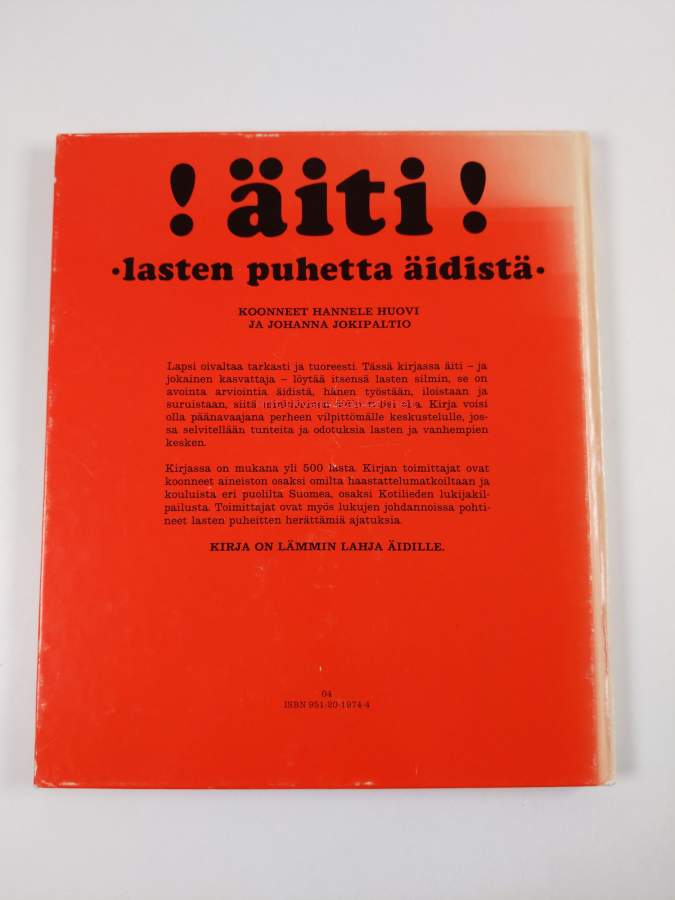 ! äiti !
·lasten puhetta äidistä·
KOONNEET HANNELE HUOVI
JA JOHANNA JOKIPALTIO
Lapsi oivaltaa tarkasti ja tuoreesti. Tässä kirjassa äiti – ja
jokainen kasvattaja – löytää itsensä lasten silmin, se on
avointa arviointia äidistä, hänen työstään, iloistaan ja
suruistaan, siitä
olla päänavaajana perheen vilpittömälle keskustelulle, jos-
sa selvitellään tunteita ja odotuksia lasten ja vanhempien
kesken.
Kirjassa on mukana yli 500 lasta. Kirjan toimittajat ovat
koonneet aineiston osaksi omilta haastattelumatkoiltaan ja
kouluista eri puolilta Suomea, osaksi Kotilieden lukijakil-
pailusta. Toimittajat ovat myös lukujen johdannoissa pohti-
neet lasten puheitten herättämiä ajatuksia.
KIRJA ON LÄMMIN LAHJA ÄIDILLE.
04
ISBN 951-20-1974-4